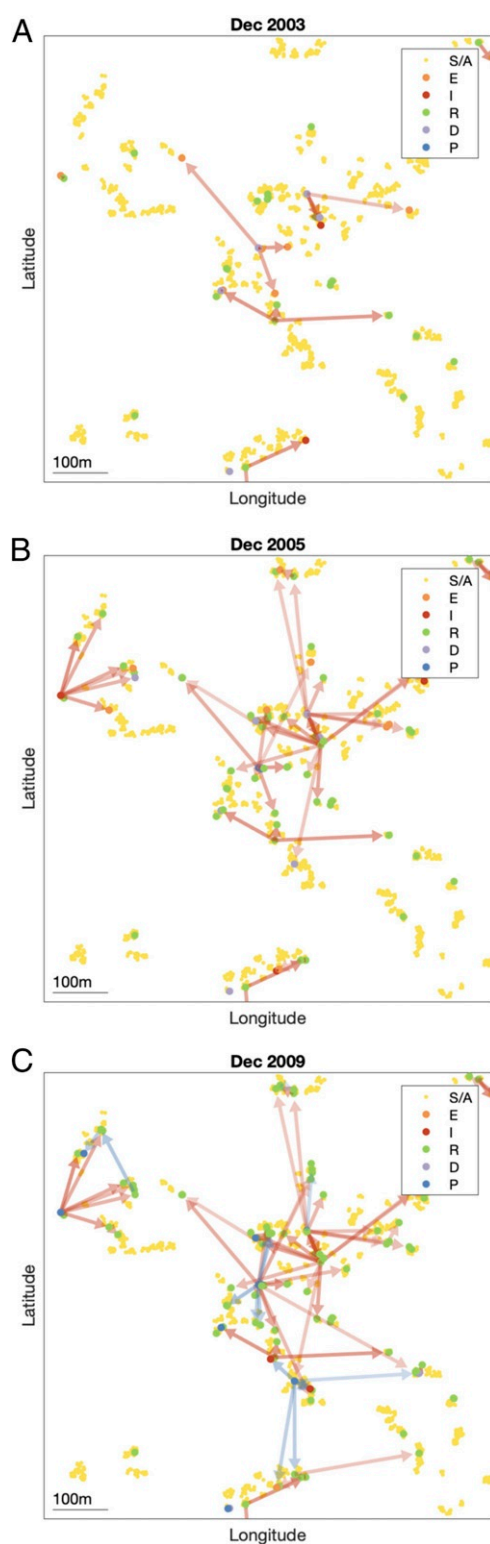 A
Dec 2003
S/A
E
I
R
D
P
Latitude
100m
Longitude
B
Dec 2005
S/A
E
I
R
D
P
Latitude
100m
Longitude
C
Dec 2009
S/A
E
I
R
D
P
Latitude
100m
Longitude